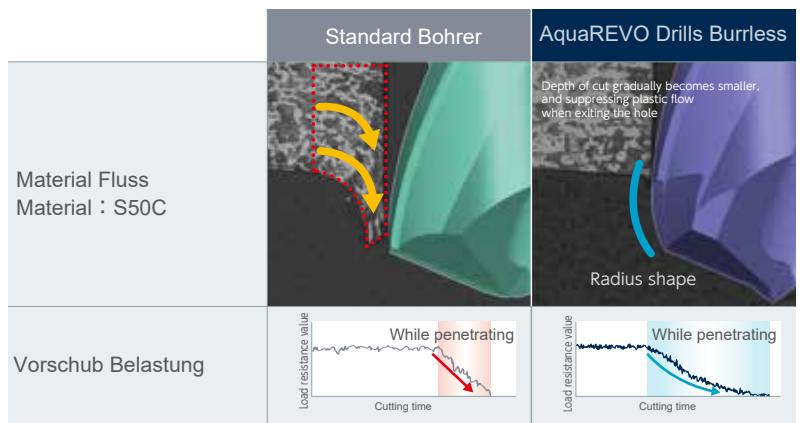 Standard Bohrer
AquaREVO Drills Burrless
Material Fluss
Material：S50C
Depth of cut gradually becomes smaller,
and suppressing plastic flow
when exiting the hole
Radius shape
Vorschub Belastung
Load resistance value
While penetrating
Cutting time
Load resistance value
While penetrating
Cutting time